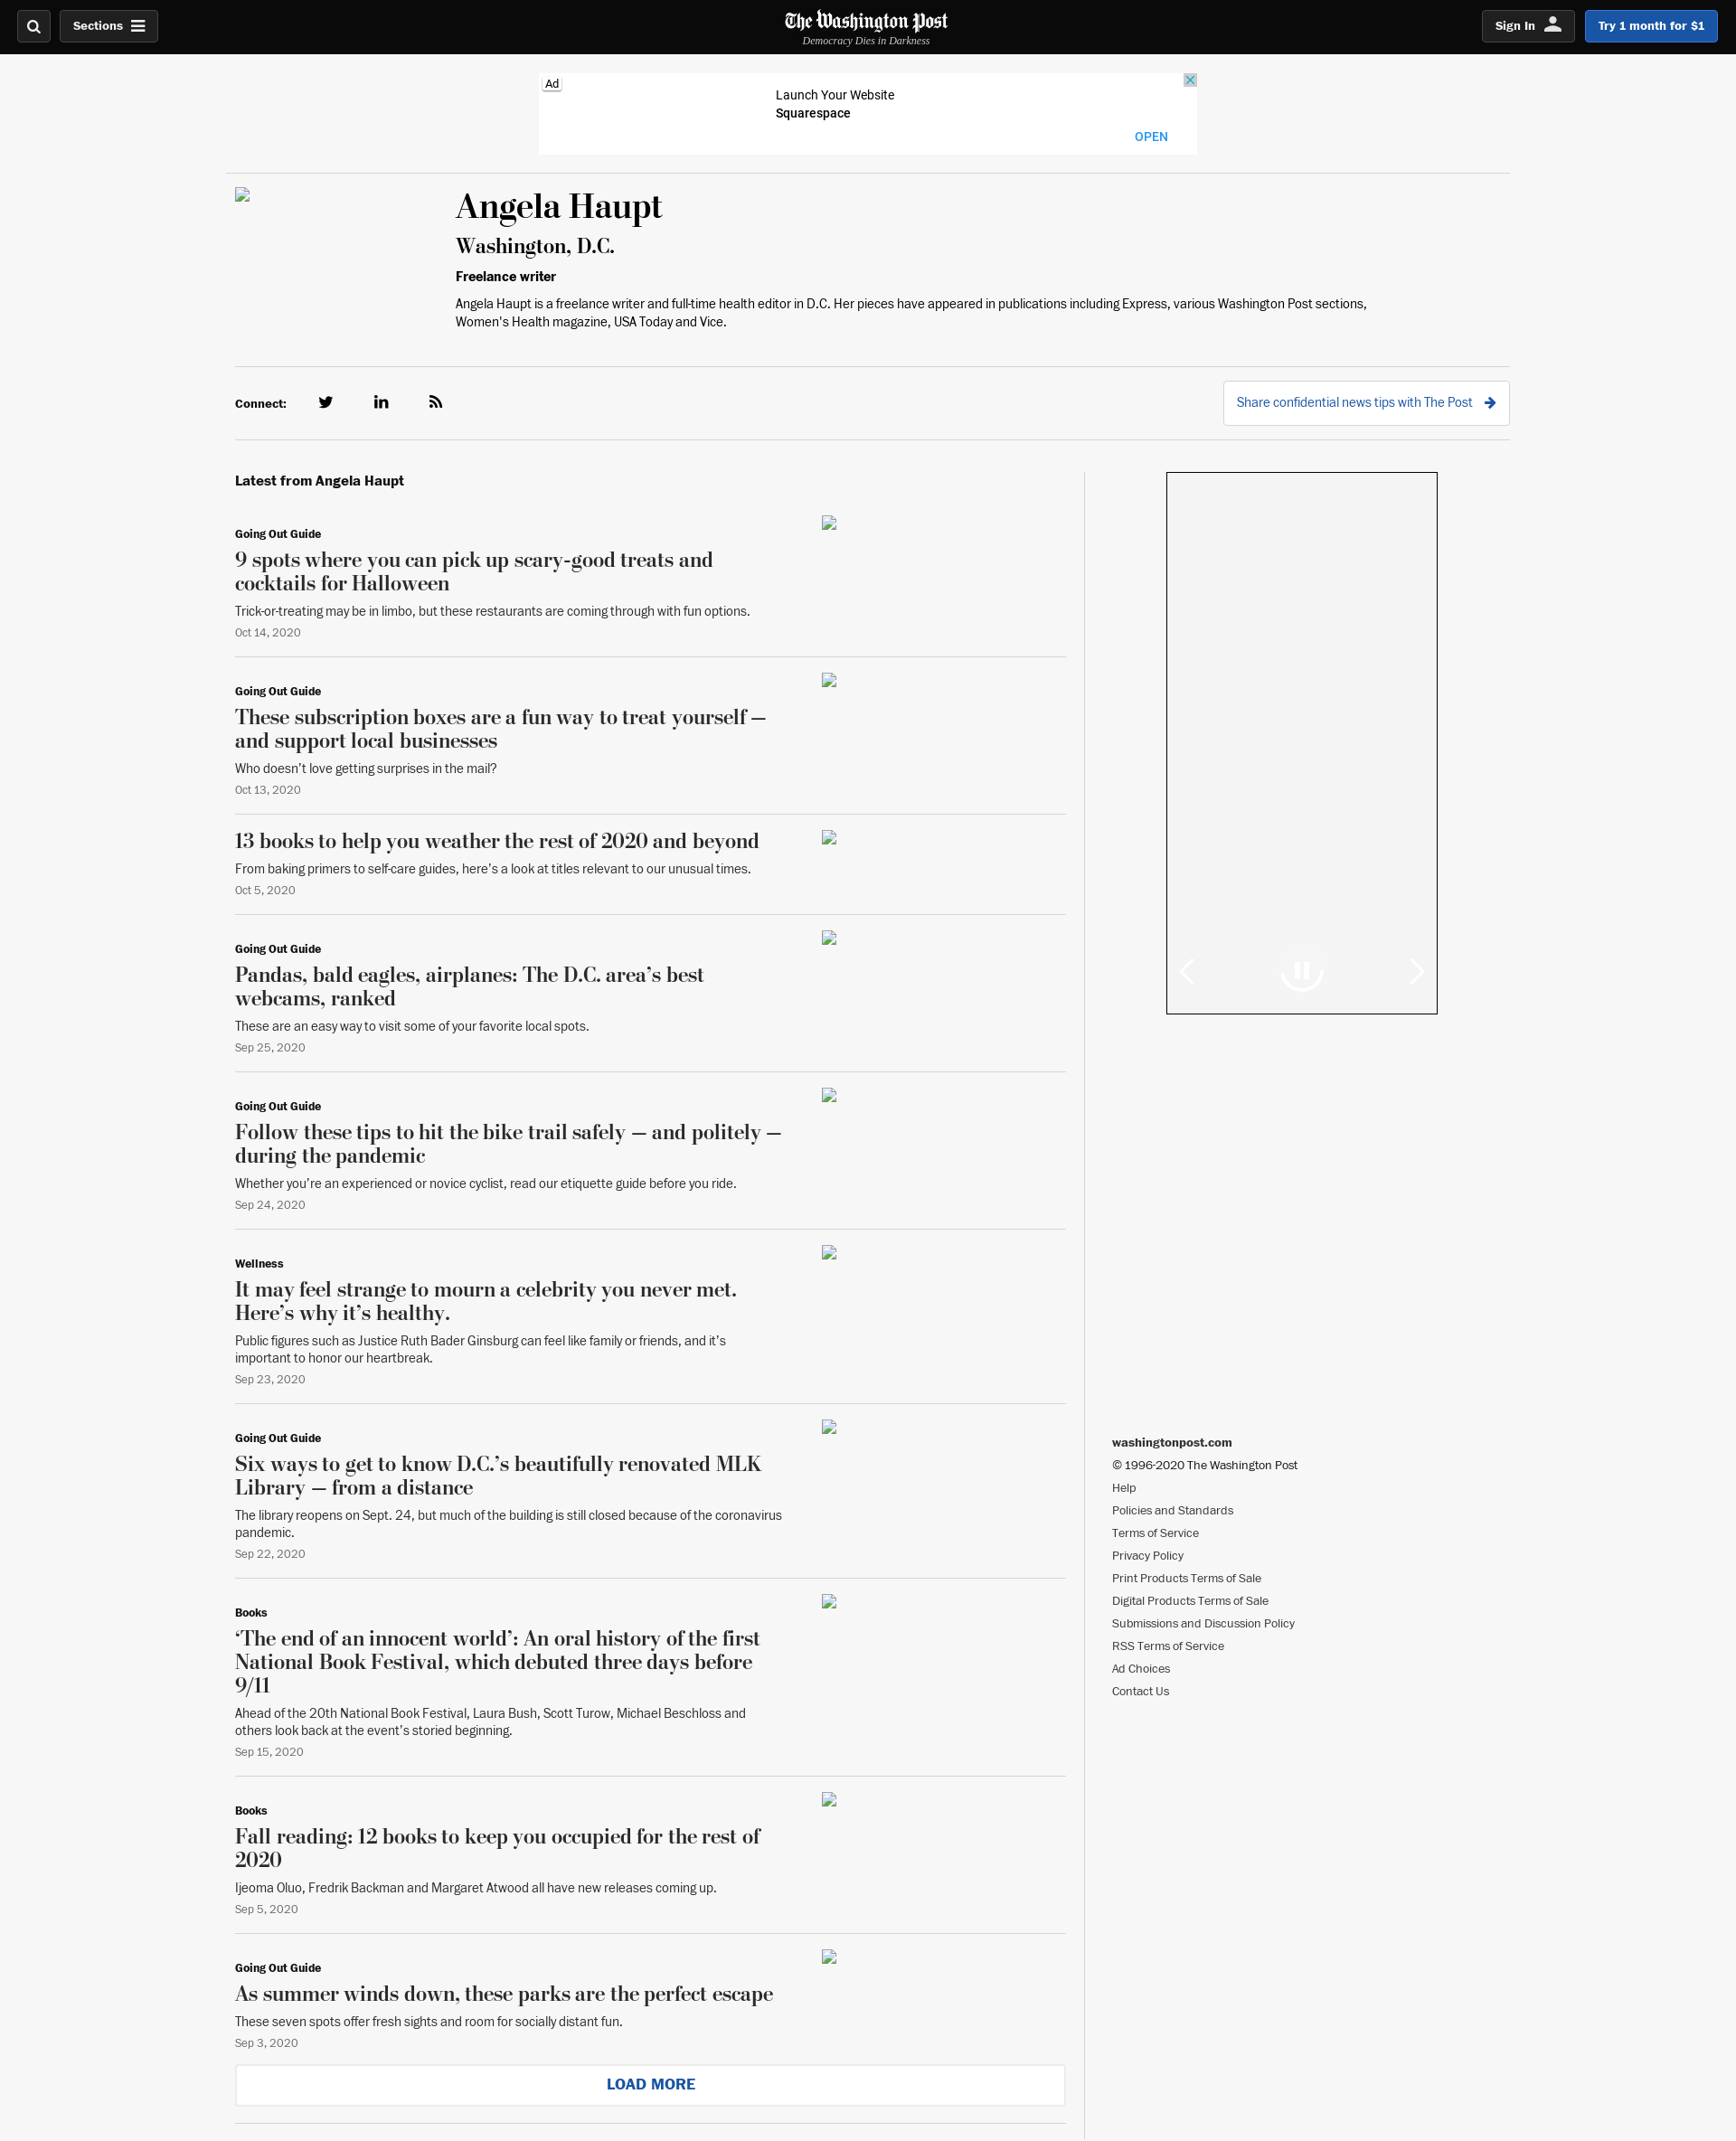 Sections
The Washington Post
Democracy Dies in Darkness
Sign In
Try 1 month for $1
Ad
Launch Your Website
Squarespace
OPEN
Angela Haupt
Washington, D.C.
Freelance writer
Angela Haupt is a freelance writer and full-time health editor in D.C. Her pieces have appeared in publications including Express, various Washington Post sections,
Women's Health magazine, USA Today and Vice.
Connect:
Share confidential news tips with The Post
Latest from Angela Haupt
Going Out Guide
9 spots where you can pick up scary-good treats and
cocktails for Halloween
Trick-or-treating may be in limbo, but these restaurants are coming through with fun options.
Oct 14, 2020
Going Out Guide
These subscription boxes are a fun way to treat yourself —
and support local businesses
Who doesn’t love getting surprises in the mail?
Oct 13, 2020
13 books to help you weather the rest of 2020 and beyond
From baking primers to self-care guides, here’s a look at titles relevant to our unusual times.
Oct 5, 2020
Going Out Guide
Pandas, bald eagles, airplanes: The D.C. area’s best
webcams, ranked
These are an easy way to visit some of your favorite local spots.
Sep 25, 2020
Going Out Guide
Follow these tips to hit the bike trail safely — and politely —
during the pandemic
Whether you’re an experienced or novice cyclist, read our etiquette guide before you ride.
Sep 24, 2020
Wellness
It may feel strange to mourn a celebrity you never met.
Here’s why it’s healthy.
Public figures such as Justice Ruth Bader Ginsburg can feel like family or friends, and it’s
important to honor our heartbreak.
Sep 23, 2020
Going Out Guide
Six ways to get to know D.C.’s beautifully renovated MLK
Library — from a distance
The library reopens on Sept. 24, but much of the building is still closed because of the coronavirus
pandemic.
Sep 22, 2020
Books
‘The end of an innocent world’: An oral history of the first
National Book Festival, which debuted three days before
9/11
Ahead of the 20th National Book Festival, Laura Bush, Scott Turow, Michael Beschloss and
others look back at the event’s storied beginning.
Sep 15, 2020
Books
Fall reading: 12 books to keep you occupied for the rest of
2020
Ijeoma Oluo, Fredrik Backman and Margaret Atwood all have new releases coming up.
Sep 5, 2020
Going Out Guide
As summer winds down, these parks are the perfect escape
These seven spots offer fresh sights and room for socially distant fun.
Sep 3, 2020
LOAD MORE
washingtonpost.com
© 1996-2020 The Washington Post
Help
Policies and Standards
Terms of Service
Privacy Policy
Print Products Terms of Sale
Digital Products Terms of Sale
Submissions and Discussion Policy
RSS Terms of Service
Ad Choices
Contact Us